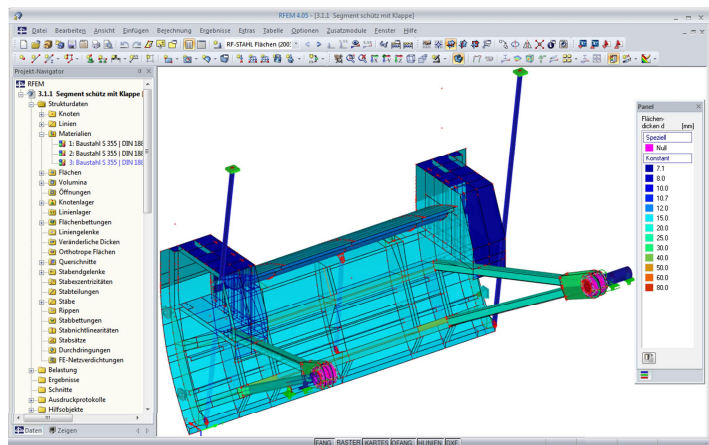 RFEM 4.05 - [3.1.1 Segment schütz mit Klappe]
Datei Bearbeiten Ansicht Einfügen Berechnung Ergebnisse Extras Tabelle Optionen Zusatzmodule Fenster Hilfe
RF-STAHL Flächen (200:
Projekt-Navigator
RFEM
3.1.1 Segment schütz mit Klappe [
Strukturdaten
Knoten
Linien
Materialien
1: Baustahl S 355 | DIN 188
2: Baustahl S 355 | DIN 188
3: Baustahl S 355 | DIN 188
Flächen
Volumina
Öffnungen
Knotenlager
Linienlager
Flächenbettungen
Liniengelenke
Veränderliche Dicken
Orthotrope Flächen
Querschnitte
Stabendgelenke
Stabexzentrizitäten
Stabteilungen
Stäbe
Rippen
Stabbettungen
Stabnichtlinearitäten
Stabsätze
Durchdringungen
FE-Netzverdichtungen
Belastung
Ergebnisse
Schnitte
Ausdruckprotokolle
Hilfsobjekte
Daten Zeigen
Panel
Flächen-
dicken d [mm]
Speziell
Null
Konstant
7.1
8.0
10.0
10.7
12.0
15.0
20.0
25.0
30.0
40.0
50.0
60.0
80.0
FANG RASTER KARTES OFANG HLINIEN DXF